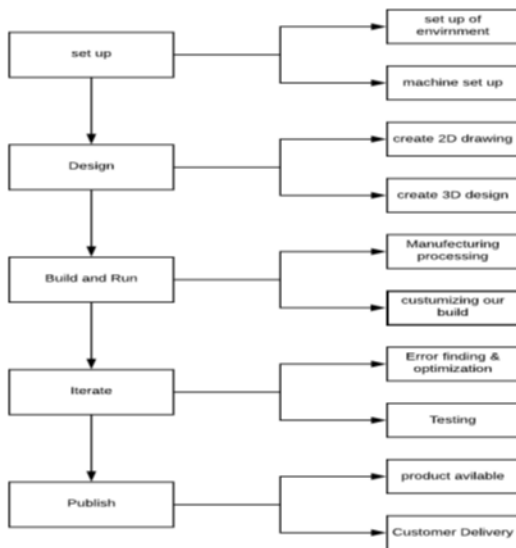 set up
set up of
envirnment
machine set up
Design
create 2D drawing
create 3D design
Build and Run
Manufecturing
processing
custumizing our
build
Iterate
Error finding &
optimization
Testing
Publish
product avilable
Customer Delivery